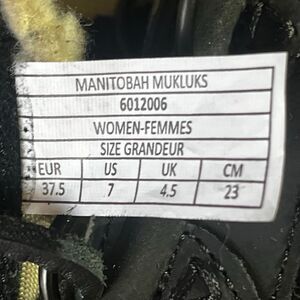 MANITOBAH MUKLUKS
6012006
WOMEN-FEMMES
SIZE GRANDEUR
EUR US UK CM
37.5 7 4.5 23